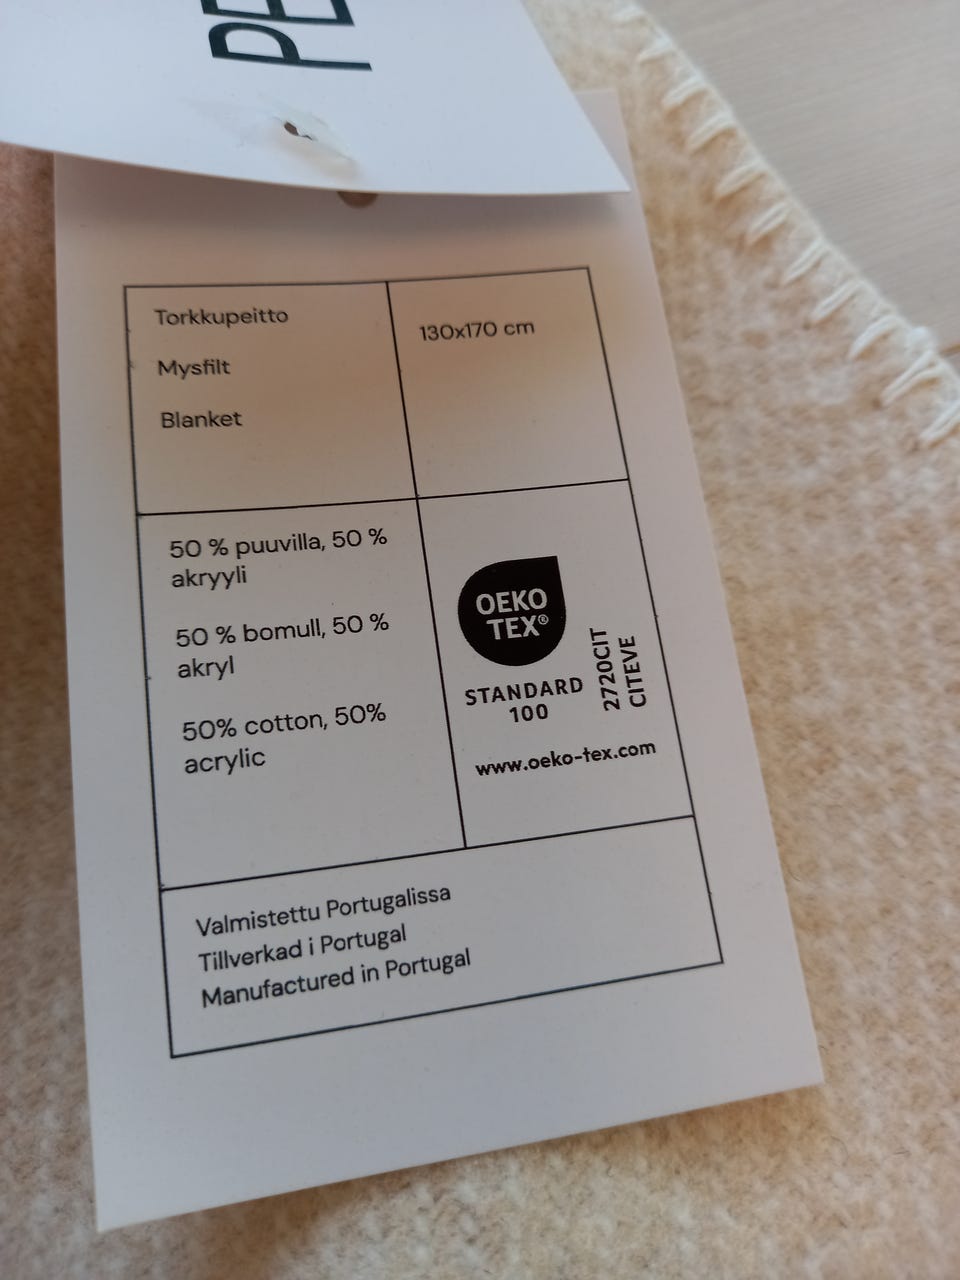 Torkkupeitto
Mysfilt
Blanket
130x170 cm
50 % puuvilla, 50 %
akryyli
50 % bomull, 50 %
akryl
50% cotton, 50%
acrylic
OEKO
TEX®
STANDARD
100
2720CIT
CITEVE
www.oeko-tex.com
Valmistettu Portugalissa
Tillverkad i Portugal
Manufactured in Portugal